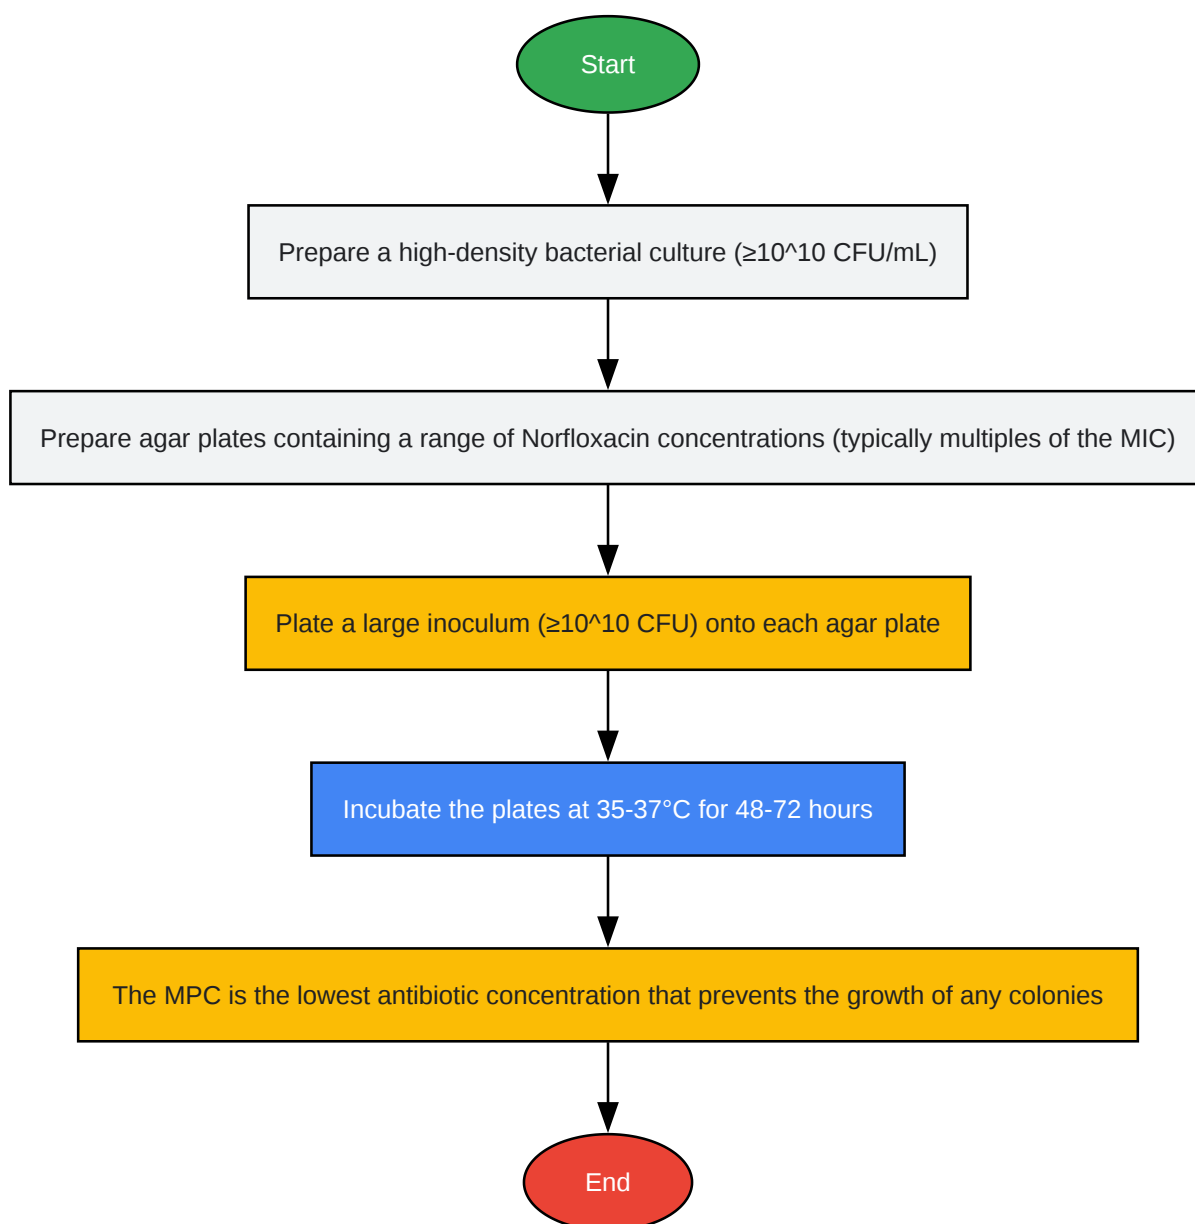 Start
Prepare a high-density bacterial culture (≥10^10 CFU/mL)
Prepare agar plates containing a range of Norfloxacin concentrations (typically multiples of the MIC)
Plate a large inoculum (≥10^10 CFU) onto each agar plate
Incubate the plates at 35-37°C for 48-72 hours
The MPC is the lowest antibiotic concentration that prevents the growth of any colonies
End